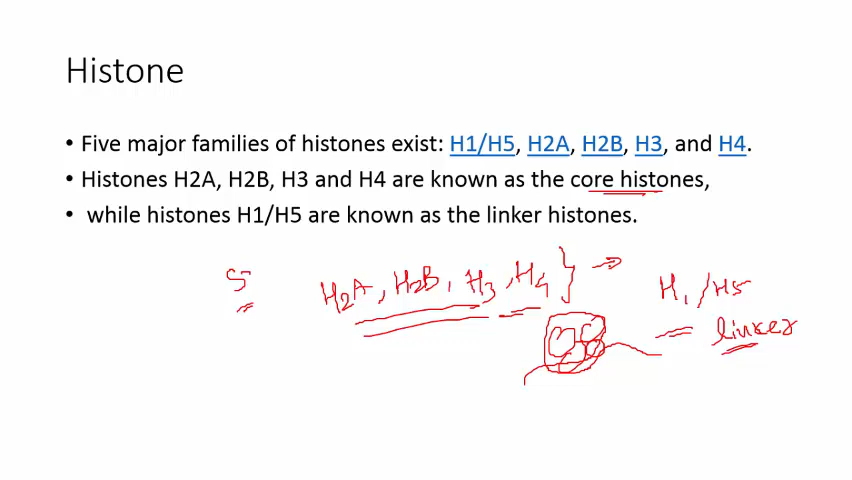 Histone
• Five major families of histones exist: H1/H5, H2A, H2B, H3, and H4.
• Histones H2A, H2B, H3 and H4 are known as the core histones,
• while histones H1/H5 are known as the linker histones.
5 H2A, H2B, H3, H4 } → H1/H5
linker